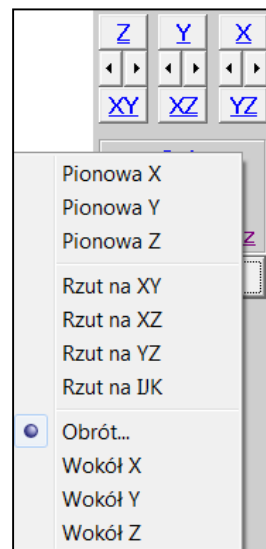 Z Y X
XY XZ YZ
Z
Pionowa X
Pionowa Y
Pionowa Z
Rzut na XY
Rzut na XZ
Rzut na YZ
Rzut na IJK
Obrót...
Wokół X
Wokół Y
Wokół Z